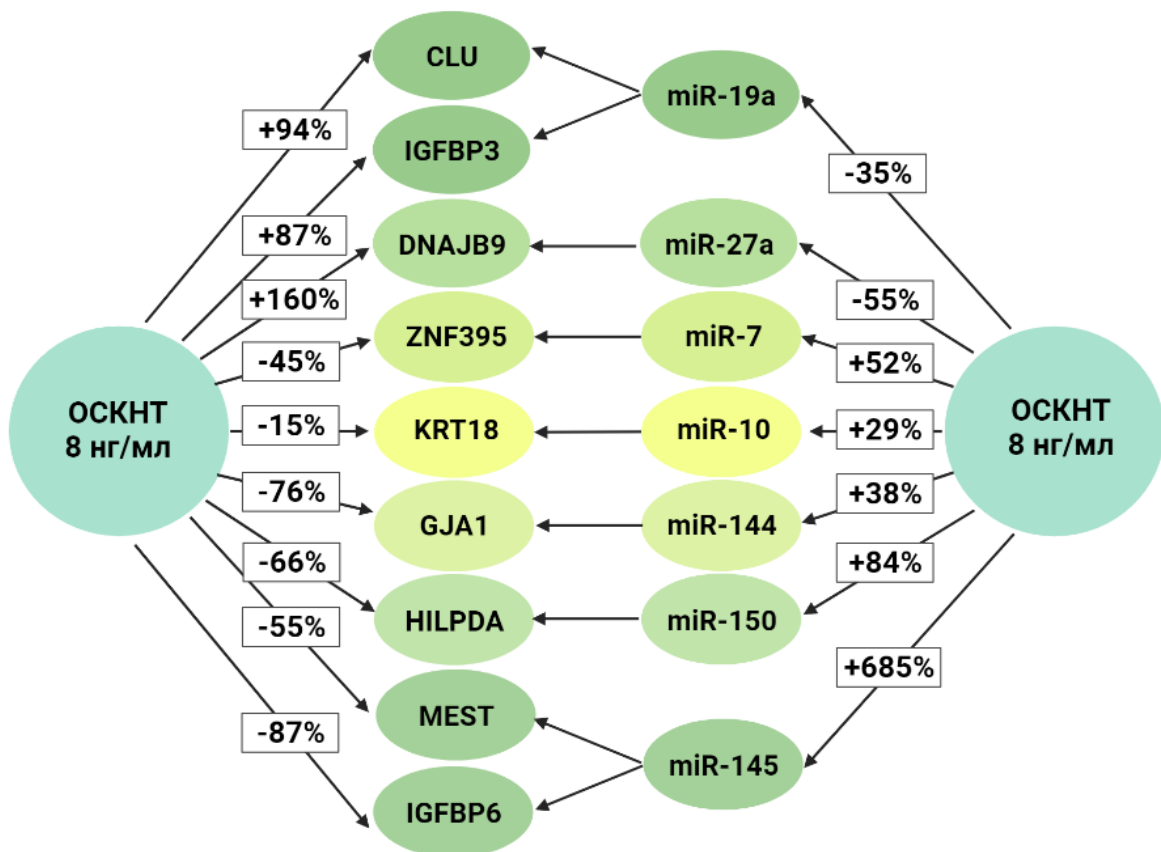 CLU
miR-19a
+94%
IGFBP3
-35%
+87%
DNAJB9
miR-27a
+160%
-55%
ZNF395
miR-7
-45%
+52%
ОСКНТ
8 нг/мл
-15%
KRT18
miR-10
+29%
ОСКНТ
8 нг/мл
-76%
+38%
GJA1
miR-144
-66%
+84%
HILPDA
miR-150
-55%
+685%
MEST
-87%
miR-145
IGFBP6